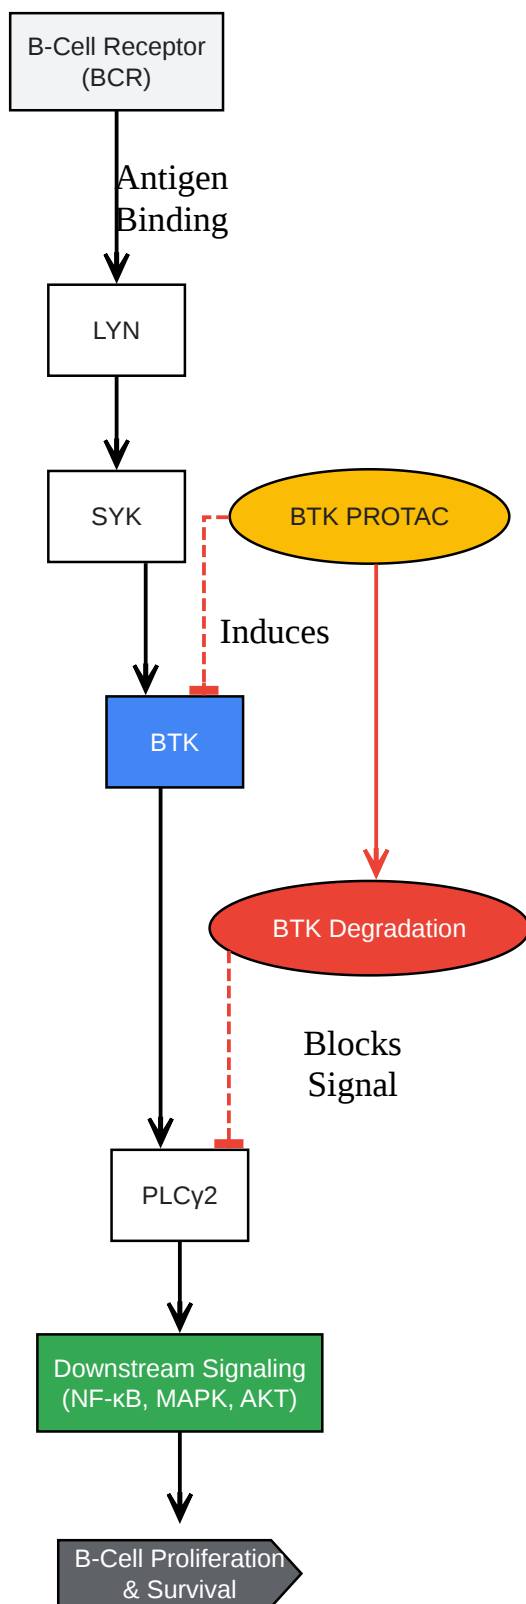 B-Cell Receptor
(BCR)
Antigen
Binding
LYN
SYK
BTK PROTAC
Induces
BTK
BTK Degradation
Blocks
Signal
PLCγ2
Downstream Signaling
(NF-κB, MAPK, AKT)
B-Cell Proliferation
& Survival